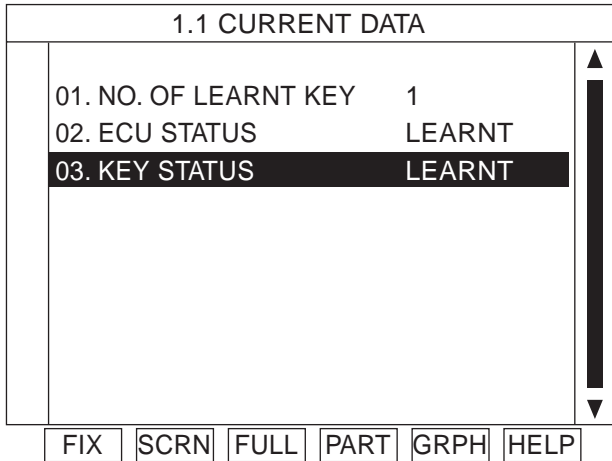 1.1 CURRENT DATA
01. NO. OF LEARNT KEY 1
02. ECU STATUS LEARNT
03. KEY STATUS LEARNT
FIX SCRN FULL PART GRPH HELP